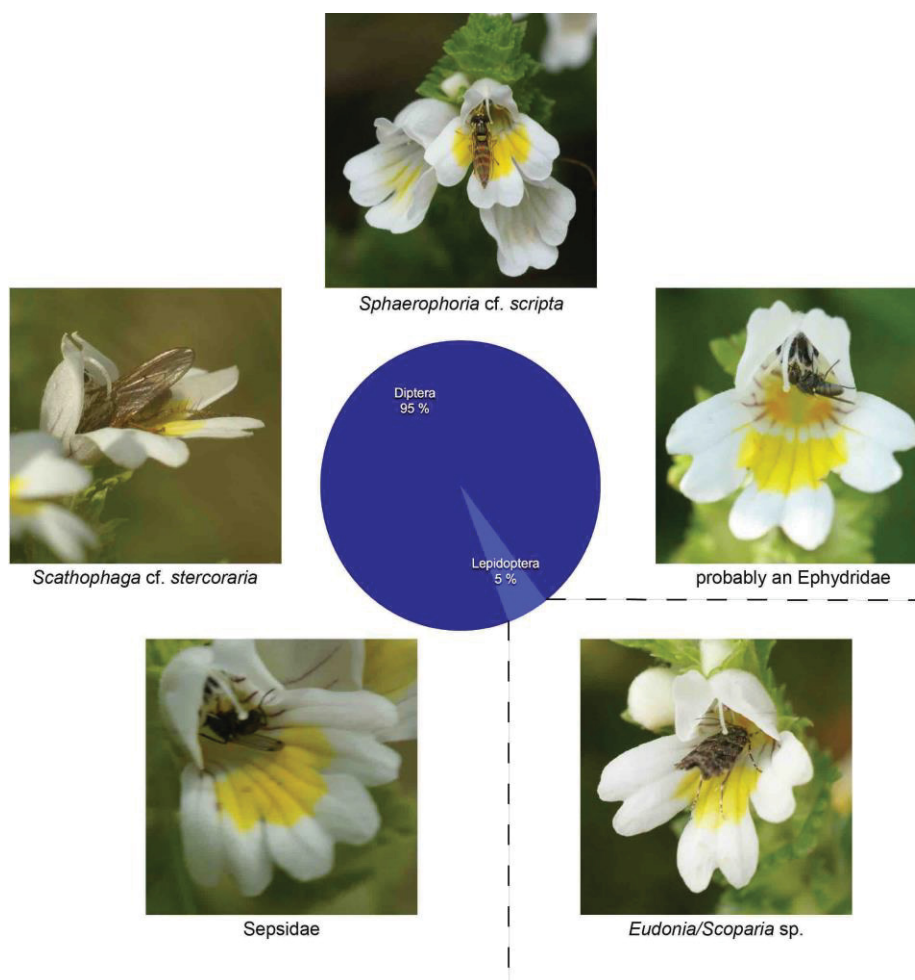 Sphaerophoria cf. scripta
Diptera
95 %
Scathophaga cf. stercoraria
probably an Ephydridae
Lepidoptera
5 %
Sepsidae
Eudonia/Scoparia sp.